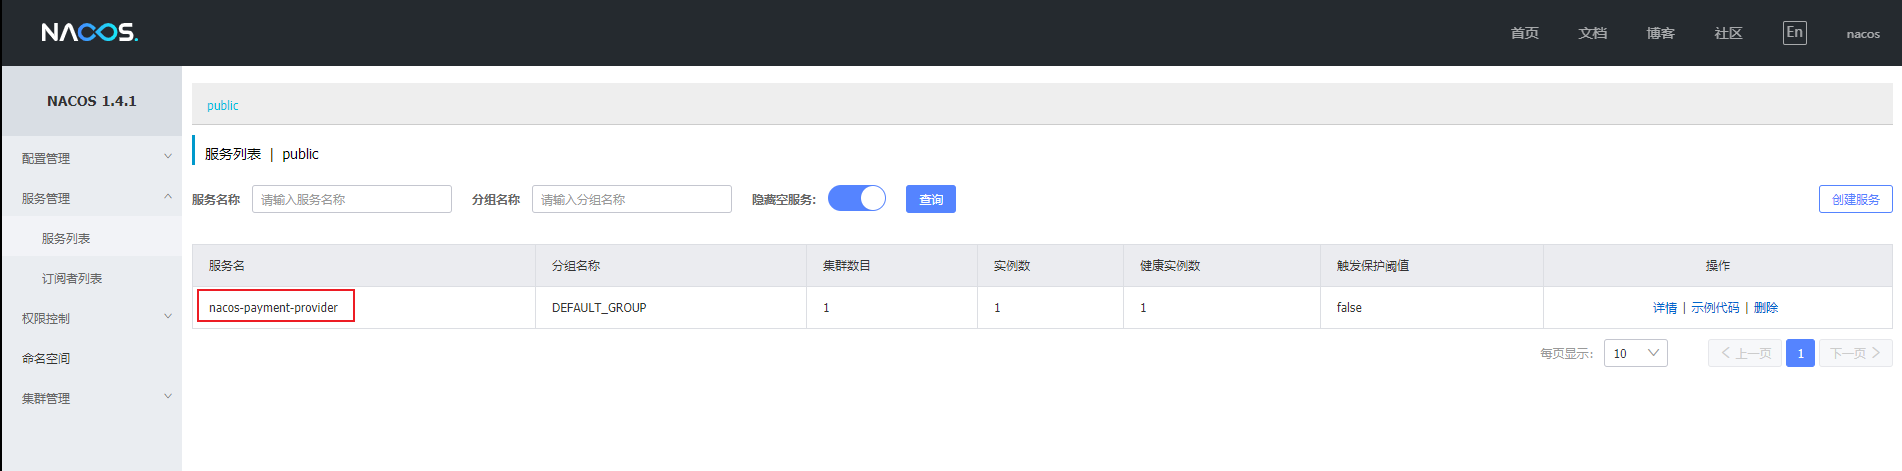 NACOS.
首页 文档 博客 社区 En nacos
NACOS 1.4.1
配置管理
服务管理
服务列表
订阅者列表
权限控制
命名空间
集群管理
public
服务列表 | public
服务名称 请输入服务名称 分组名称 请输入分组名称 隐藏空服务: 查询 创建服务
服务名 分组名称 集群数目 实例数 健康实例数 触发保护阈值 操作
nacos-payment-provider DEFAULT_GROUP 1 1 1 false 详情 | 示例代码 | 删除
每页显示: 10 上一页 1 下一页